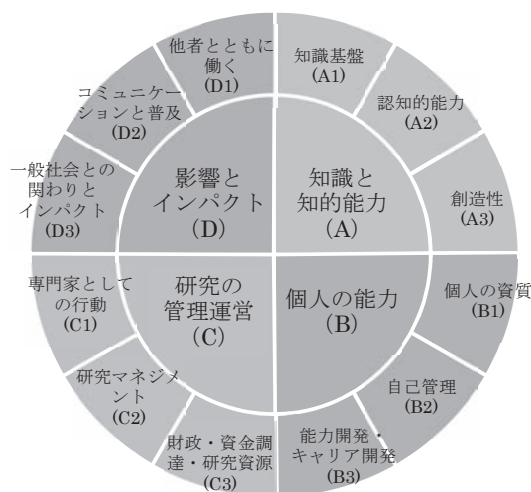 他者とともに
働く
(D1)
知識基盤
(A1)
コミュニケー
ションと普及
(D2)
認知的能力
(A2)
一般社会との
関わりと
インパクト
(D3)
影響と
インパクト
(D)
知識と
知的能力
(A)
創造性
(A3)
専門家として
の行動
(C1)
研究の
管理運営
(C)
個人の能力
(B)
個人の資質
(B1)
研究マネジメ
ント
(C2)
自己管理
(B2)
財政・資金調
達・研究資源
(C3)
能力開発・
キャリア開発
(B3)